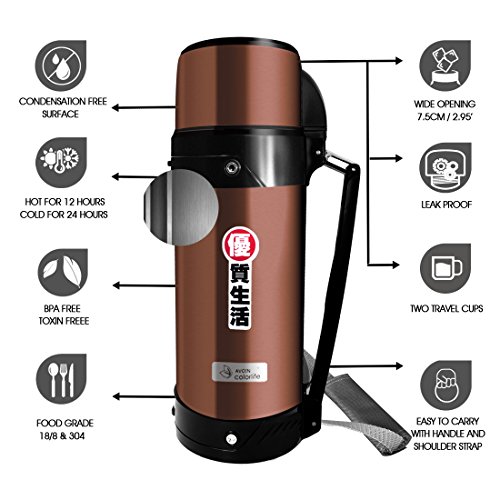 CONDENSATION FREE
SURFACE
HOT FOR 12 HOURS
COLD FOR 24 HOURS
BPA FREE
TOXIN FREEE
FOOD GRADE
18/8 & 304
優
質
生
活
AVOIN
colorlife
WIDE OPENING
7.5CM / 2.95'
LEAK PROOF
TWO TRAVEL CUPS
EASY TO CARRY
WITH HANDLE AND
SHOULDER STRAP